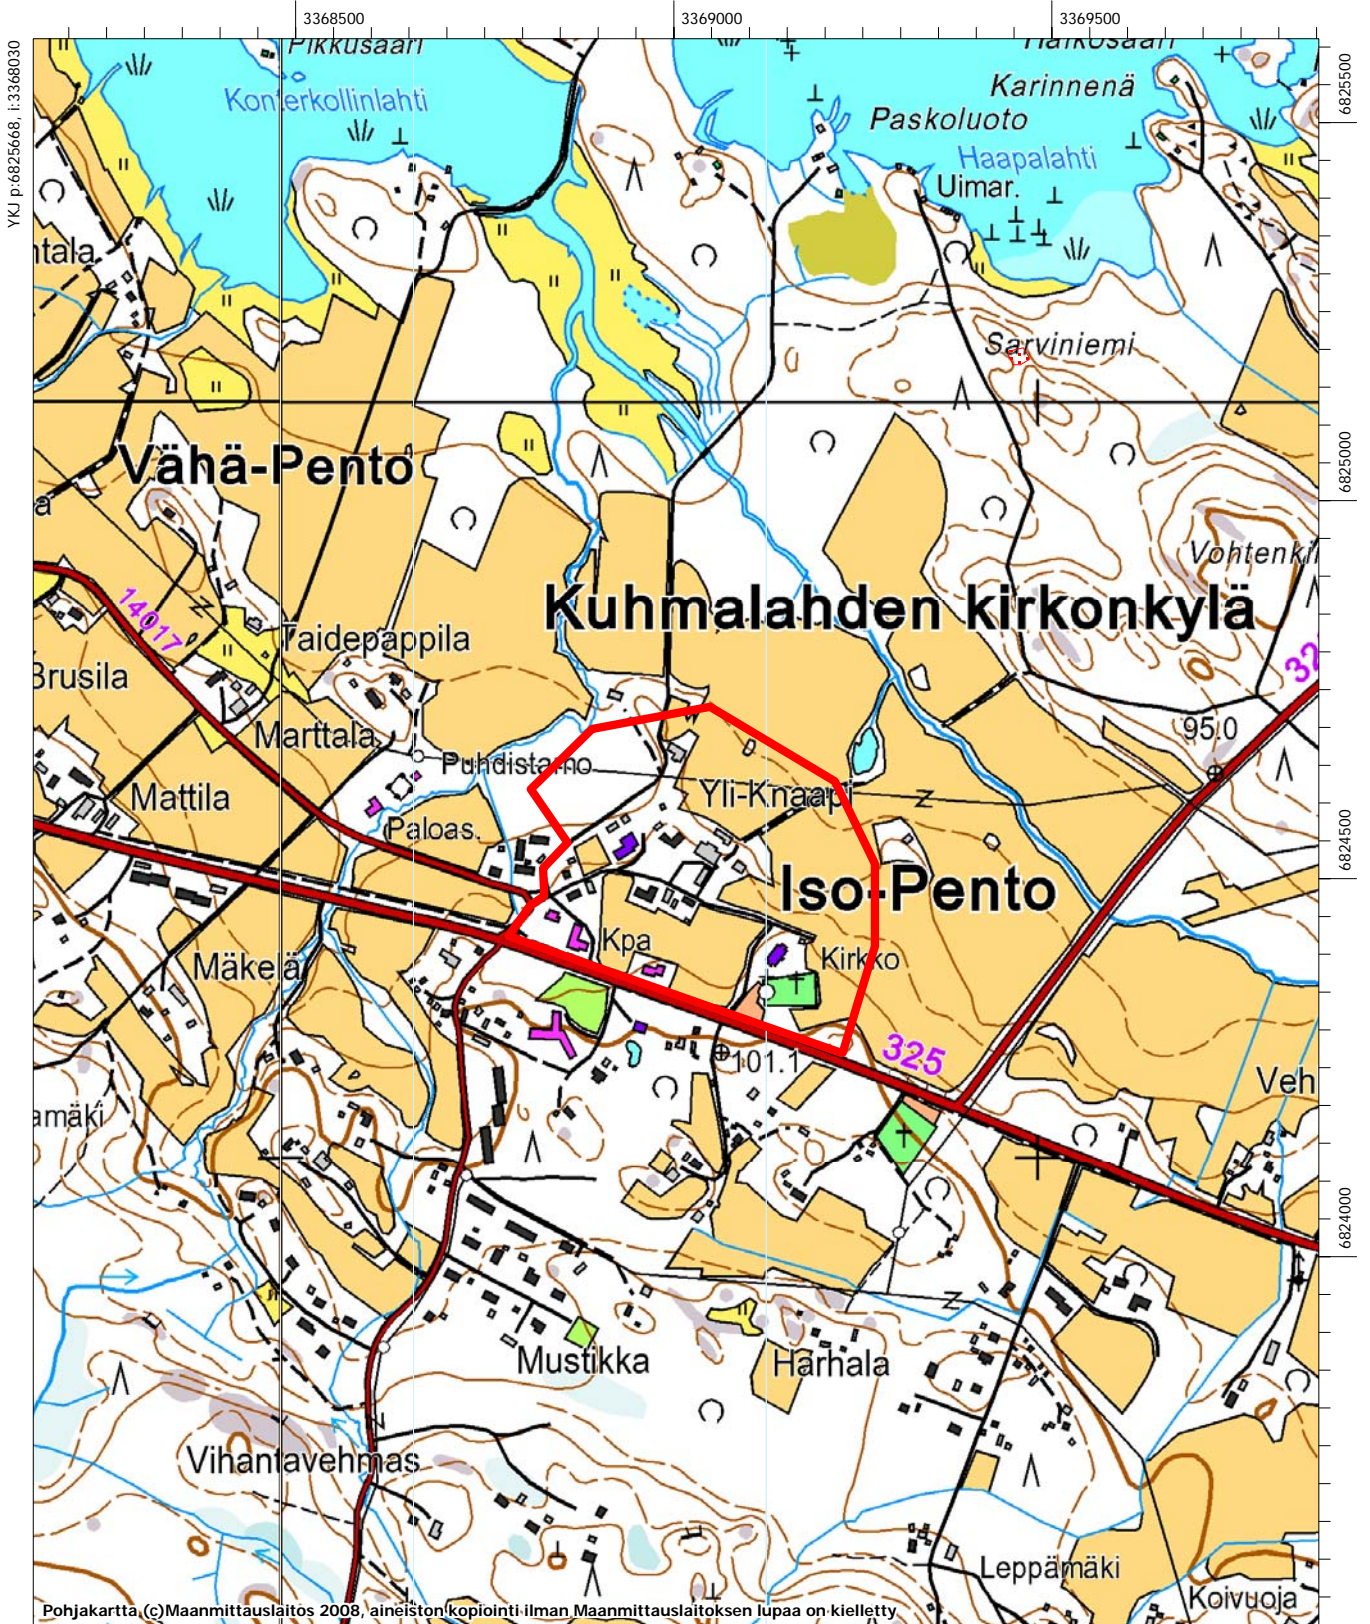 3368500
3369000
3369500
YKJ p:6825668, i:3368030
6825500
6825000
6824500
6824000
Pikkusaari
Halkosaari
Konterkollinlahti
Karinnenä
Paskoluoto
Haapalahti
Uimar.
ntala
Sarviniemi
Vähä-Pento
a
Vohtenkil
Kuhmalahden kirkonkylä
14017
Taidepappila
32
Brusila
Marttala
95.0
Puhdistamo
Mattila
Yli-Knaapi
Paloas.
Iso-Pento
Kpa
Kirkko
Mäkelä
325
101.1
Veh
amäki
Mustikka
Harhala
Vihantavehmas
Leppämäki
Koivuoja
Pohjakartta (c)Maanmittauslaitos 2008, aineiston kopiointi ilman Maanmittauslaitoksen lupaa on kielletty